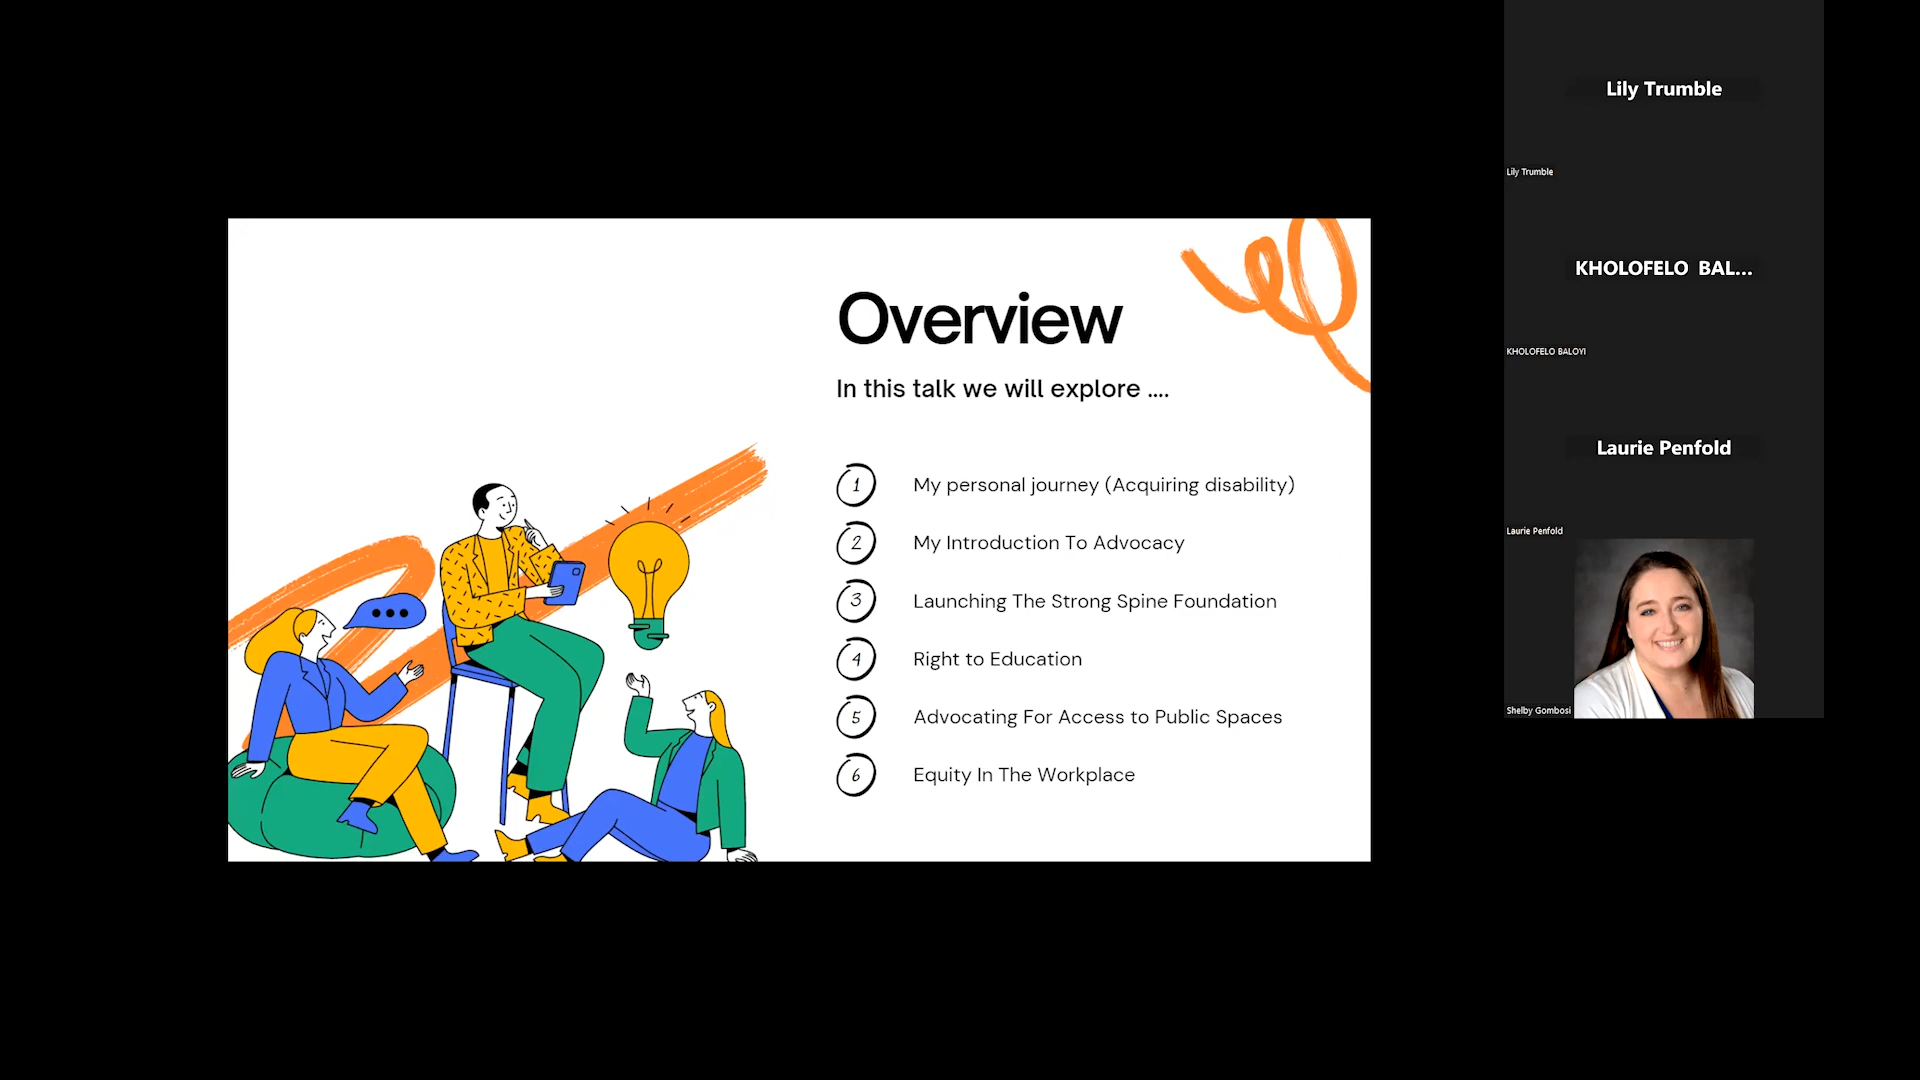 Overview
In this talk we will explore ....
1 My personal journey (Acquiring disability)
2 My Introduction To Advocacy
3 Launching The Strong Spine Foundation
4 Right to Education
5 Advocating For Access to Public Spaces
6 Equity In The Workplace
Lily Trumble
Lily Trumble
KHOLOFELO BAL...
KHOLOFELO BALOYI
Laurie Penfold
Laurie Penfold
Shelby Gombosi